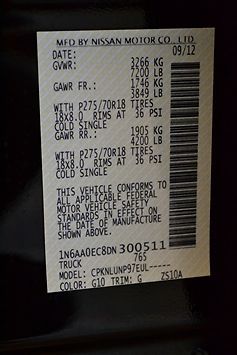 MFD BY NISSAN MOTOR CO., LTD.
DATE: 09/12
GVWR: 3266 KG
7200 LB
GAWR FR.: 1746 KG
3849 LB
WITH P275/70R18 TIRES
18X8.0 RIMS AT 36 PSI
COLD SINGLE
GAWR RR.: 1905 KG
4200 LB
WITH P275/70R18 TIRES
18X8.0 RIMS AT 36 PSI
COLD SINGLE
THIS VEHICLE CONFORMS TO
ALL APPLICABLE FEDERAL
MOTOR VEHICLE SAFETY
STANDARDS IN EFFECT ON
THE DATE OF MANUFACTURE
SHOWN ABOVE.
1N6AA0EC8DN300511
TRUCK 765
MODEL: CPKNLUNP97EUL-----
COLOR: G10 TRIM: G ZS10A